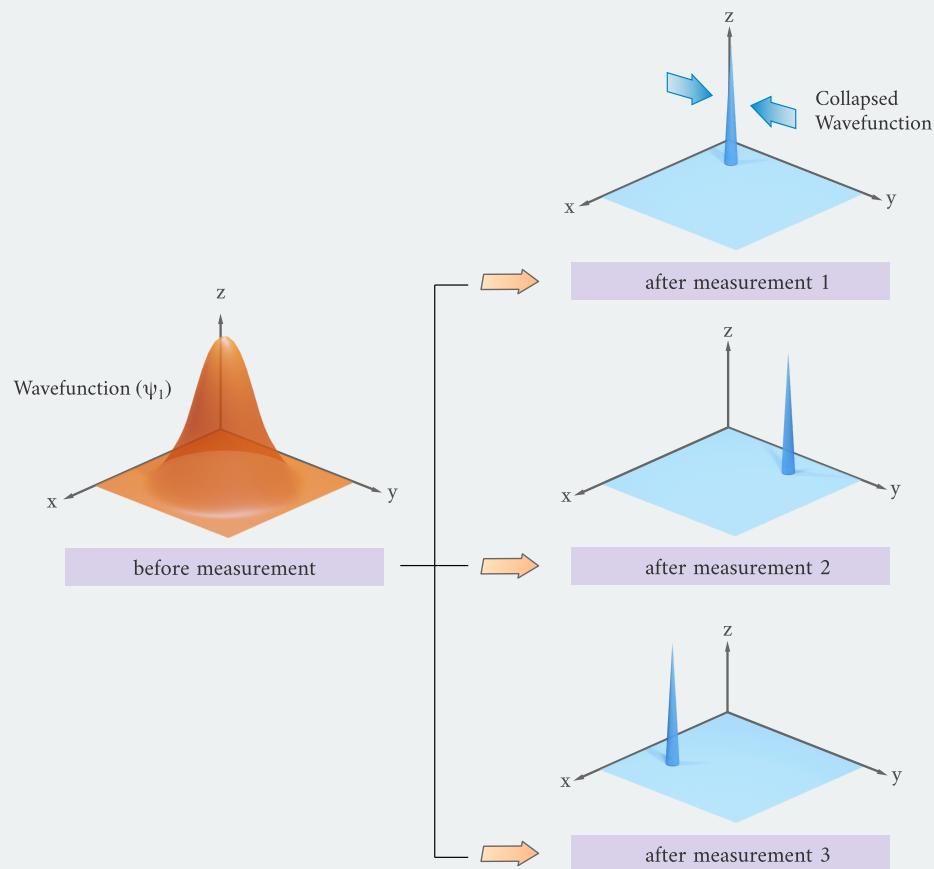 z
Collapsed
Wavefunction
x
y
after measurement 1
z
Wavefunction (ψ₁)
x
y
before measurement
z
x
y
after measurement 2
z
x
y
after measurement 3